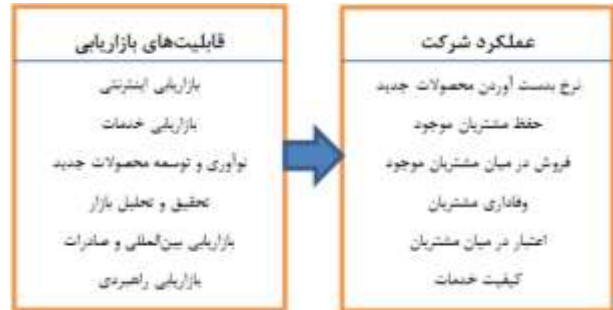 عملکرد شرکت
نرخ بدست آوردن محصولات جدید
حفظ مشتریان موجود
فروش در میان مشتریان موجود
وفاداری مشتریان
اعتبار در میان مشتریان
کیفیت خدمات
قابلیت‌های بازاریابی
بازاریابی اینترنتی
بازاریابی خدمات
نوآوری و توسعه محصولات جدید
تحقیق و تحلیل بازار
بازاریابی بین‌المللی و صادرات
بازاریابی راهبردی